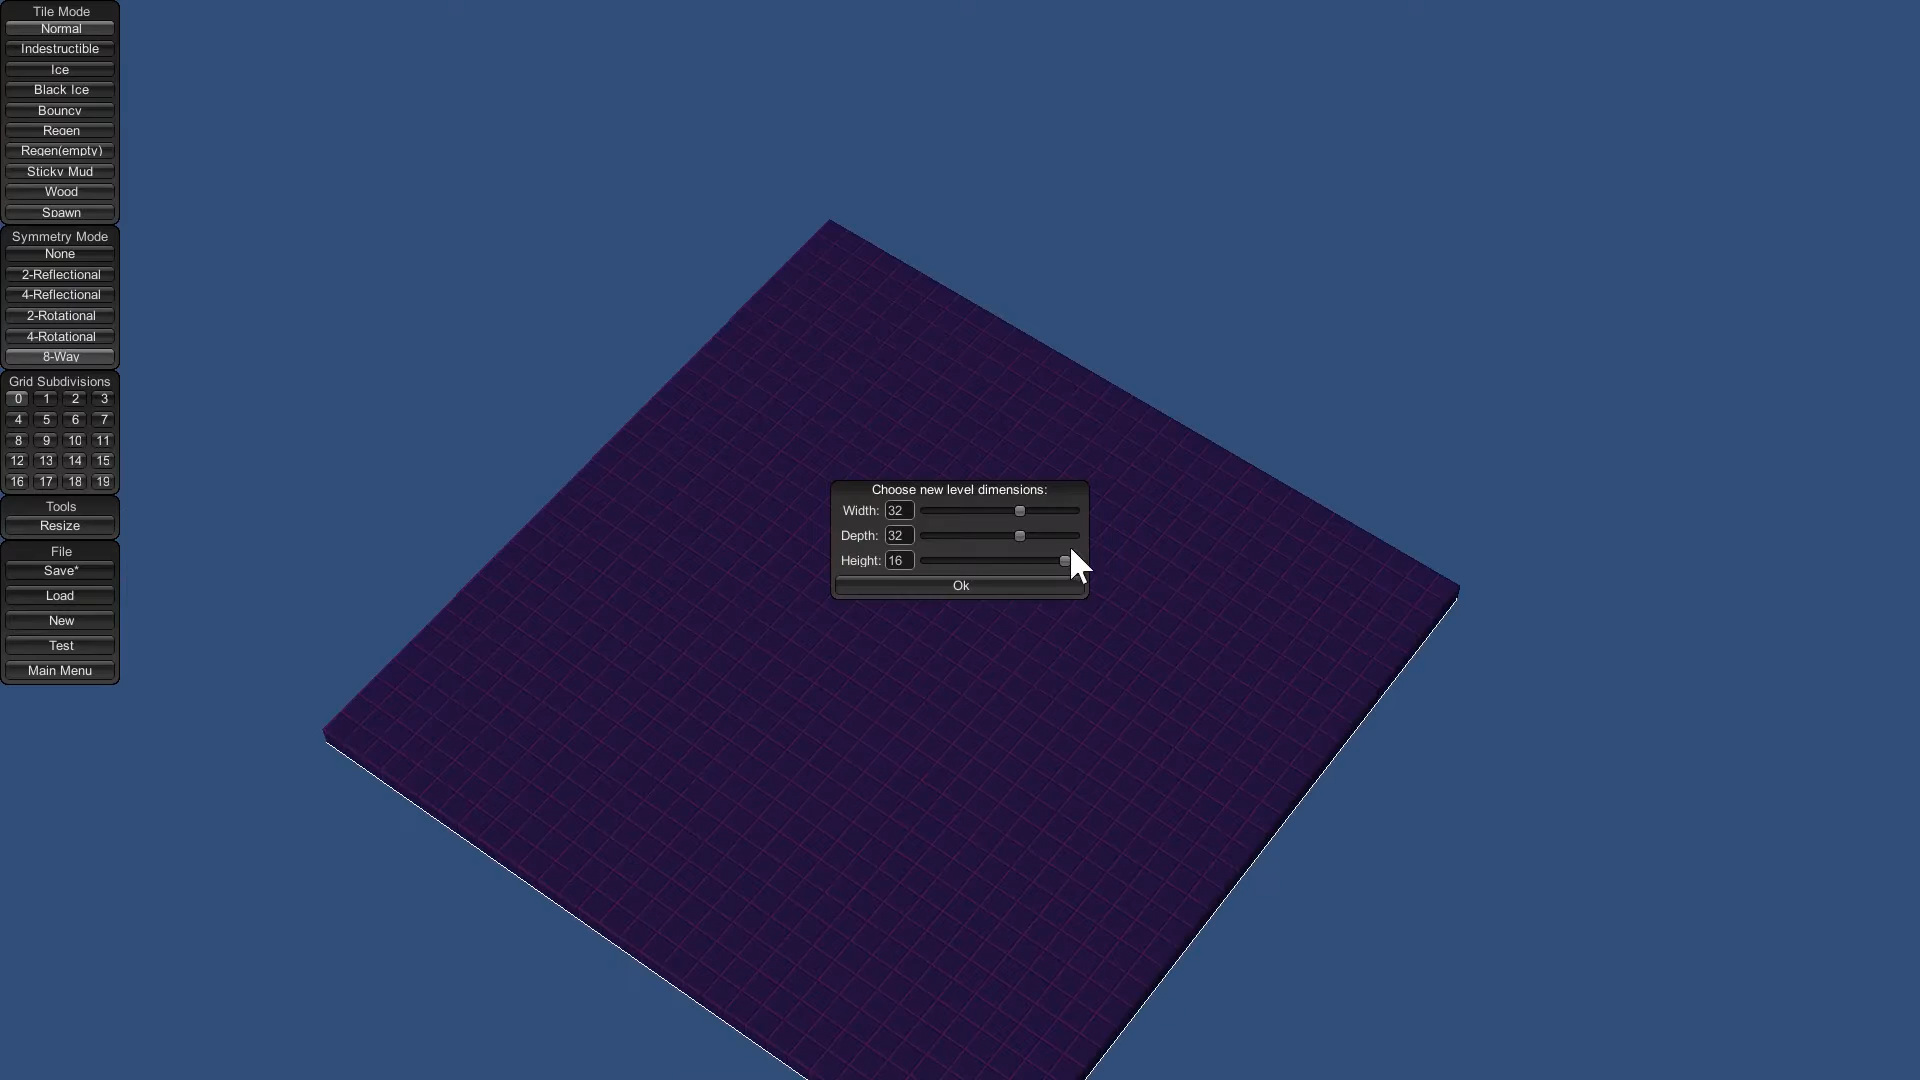 Tile Mode
Normal
Indestructible
Ice
Black Ice
Bouncy
Regen
Regen(empty)
Sticky Mud
Wood
Spawn
Symmetry Mode
None
2-Reflectional
4-Reflectional
2-Rotational
4-Rotational
8-Way
Grid Subdivisions
0 1 2 3
4 5 6 7
8 9 10 11
12 13 14 15
16 17 18 19
Tools
Resize
File
Save*
Load
New
Test
Main Menu
Choose new level dimensions:
Width: 32
Depth: 32
Height: 16
Ok